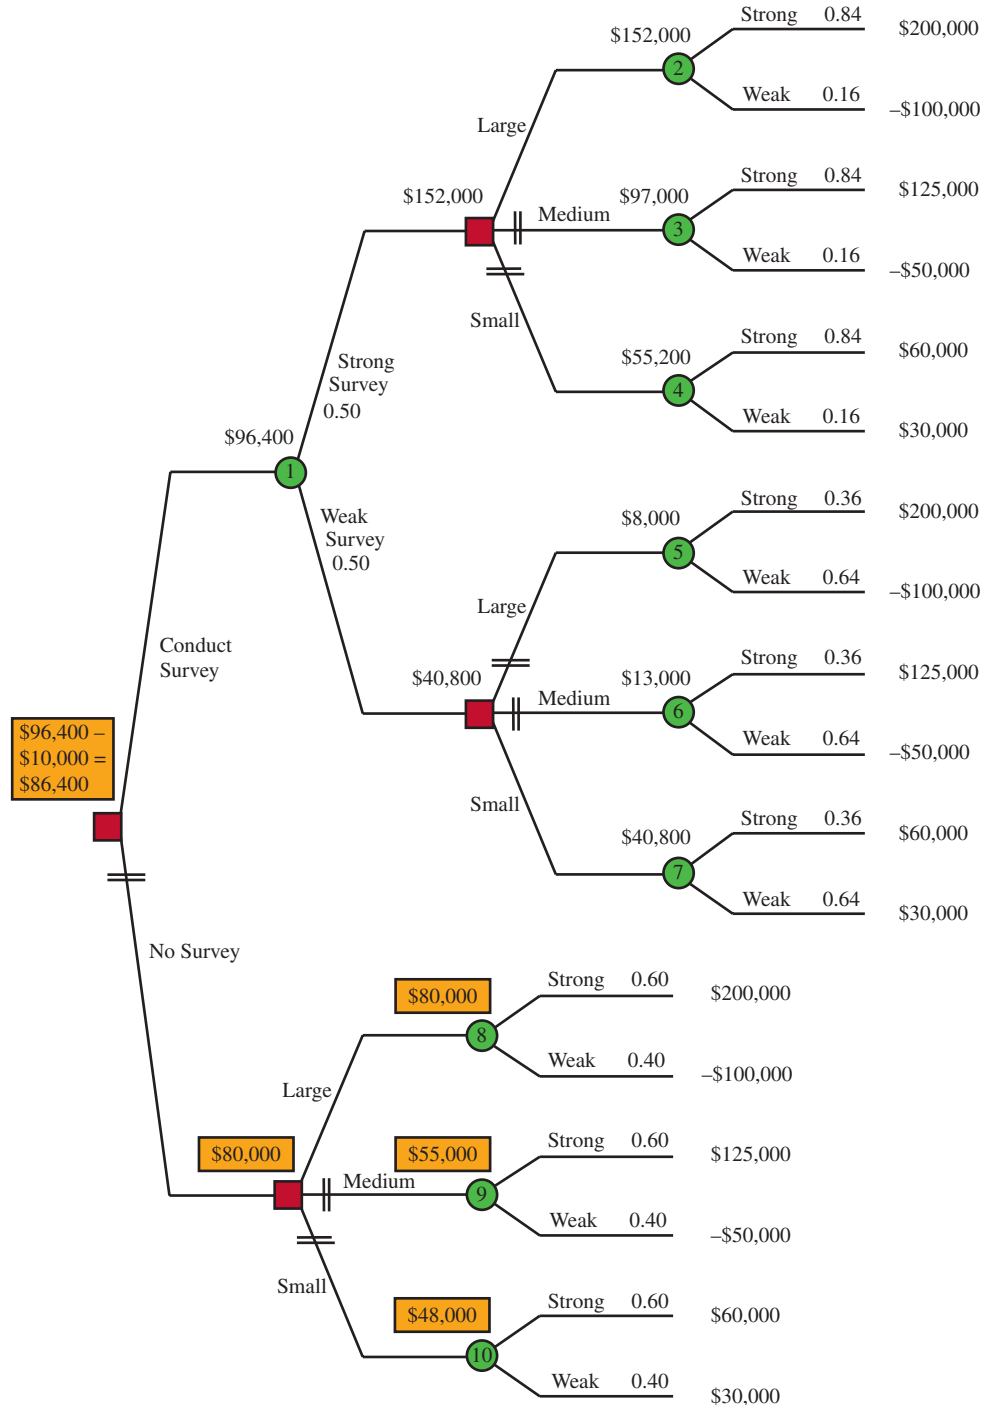 Strong 0.84
$200,000
$152,000
2
Weak 0.16
–$100,000
Large
Strong 0.84
$125,000
$152,000
$97,000
Medium
3
Weak 0.16
–$50,000
Small
Strong 0.84
$60,000
$55,200
4
Weak 0.16
$30,000
Strong
Survey
0.50
$96,400
1
Weak
Survey
0.50
Strong 0.36
$200,000
$8,000
5
Weak 0.64
–$100,000
Large
Conduct
Survey
Strong 0.36
$125,000
$40,800
$13,000
Medium
6
Weak 0.64
–$50,000
$96,400 –
$10,000 =
$86,400
Small
Strong 0.36
$60,000
$40,800
7
Weak 0.64
$30,000
No Survey
Strong 0.60
$200,000
$80,000
8
Weak 0.40
–$100,000
Large
Strong 0.60
$125,000
$80,000
$55,000
Medium
9
Weak 0.40
–$50,000
Small
Strong 0.60
$60,000
$48,000
10
Weak 0.40
$30,000